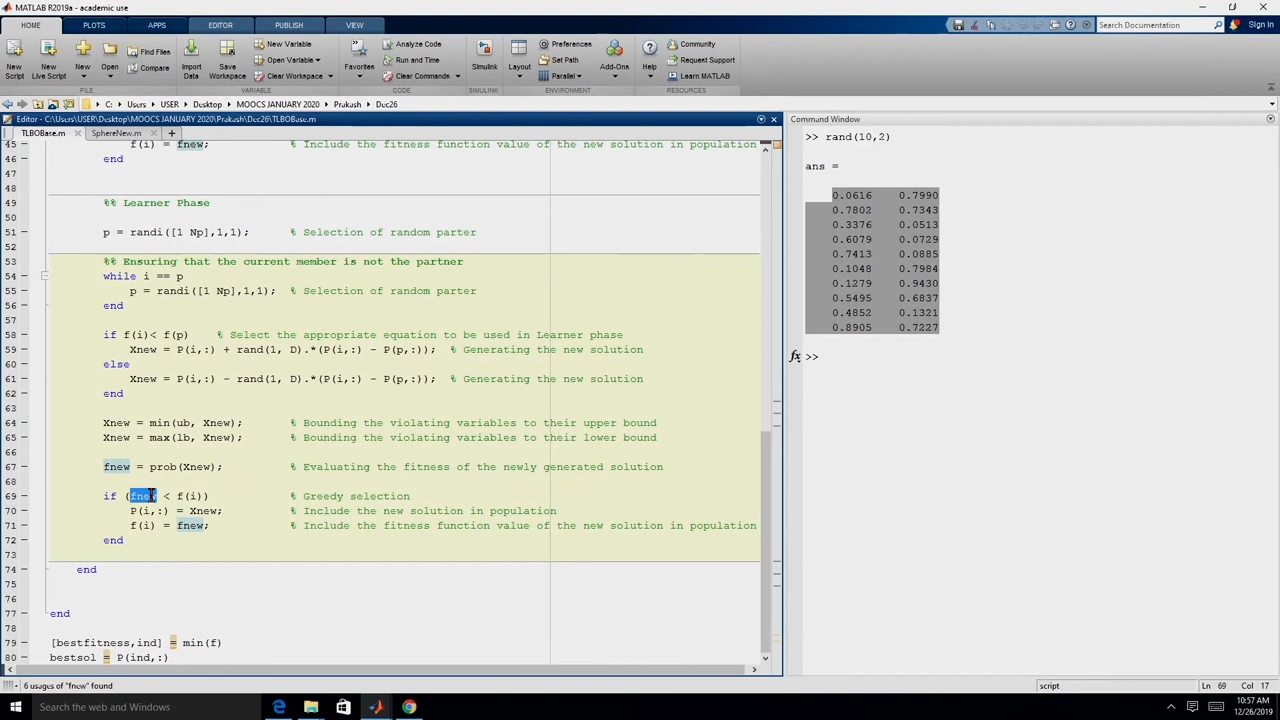 MATLAB R2019a - academic use
HOME PLOTS APPS EDITOR PUBLISH VIEW
Search Documentation Sign In
New Script
New Live Script
New
Open
Find Files
Compare
Import Data
Save Workspace
New Variable
Open Variable
Clear Workspace
Favorites
Analyze Code
Run and Time
Clear Commands
Simulink
Layout
Preferences
Set Path
Parallel
Add-Ons
Help
Community
Request Support
Learn MATLAB
FILE VARIABLE CODE SIMULINK ENVIRONMENT RESOURCES
C: Users USER Desktop MOOCS JANUARY 2020 Prakash Dec26
Editor - C:\Users\USER\Desktop\MOOCS JANUARY 2020\Prakash\Dec26\TLBOBase.m
TLBOBase.m SphereNew.m
45 f(i) = fnew; % Include the fitness function value of the new solution in population
46 end
47
48
49 %% Learner Phase
50
51 p = randi([1 Np],1,1); % Selection of random parter
52
53 %% Ensuring that the current member is not the partner
54 while i == p
55 p = randi([1 Np],1,1); % Selection of random parter
56 end
57
58 if f(i)< f(p) % Select the appropriate equation to be used in Learner phase
59 Xnew = P(i,:) + rand(1, D).*(P(i,:) - P(p,:)); % Generating the new solution
60 else
61 Xnew = P(i,:) - rand(1, D).*(P(i,:) - P(p,:)); % Generating the new solution
62 end
63
64 Xnew = min(ub, Xnew); % Bounding the violating variables to their upper bound
65 Xnew = max(lb, Xnew); % Bounding the violating variables to their lower bound
66
67 fnew = prob(Xnew); % Evaluating the fitness of the newly generated solution
68
69 if (fnew < f(i)) % Greedy selection
70 P(i,:) = Xnew; % Include the new solution in population
71 f(i) = fnew; % Include the fitness function value of the new solution in population
72 end
73
74 end
75
76
77 end
78
79 [bestfitness,ind] = min(f)
80 bestsol = P(ind,:)
6 usages of "fnew" found
Command Window
>> rand(10,2)
ans =
0.0616 0.7990
0.7802 0.7343
0.3376 0.0513
0.6079 0.0729
0.7413 0.0885
0.1048 0.7984
0.1279 0.9430
0.5495 0.6837
0.4852 0.1321
0.8905 0.7227
fx >>
script Ln 69 Col 17
Search the web and Windows
10:57 AM
12/26/2019